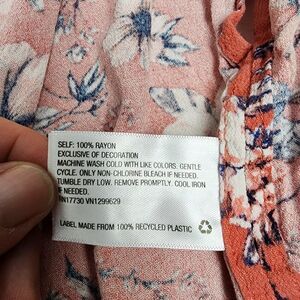 SELF: 100% RAYON
EXCLUSIVE OF DECORATION
MACHINE WASH COLD WITH LIKE COLORS. GENTLE
CYCLE. ONLY NON-CHLORINE BLEACH IF NEEDED.
TUMBLE DRY LOW. REMOVE PROMPTLY. COOL IRON
IF NEEDED.
RN17730 VN1299629
LABEL MADE FROM 100% RECYCLED PLASTIC